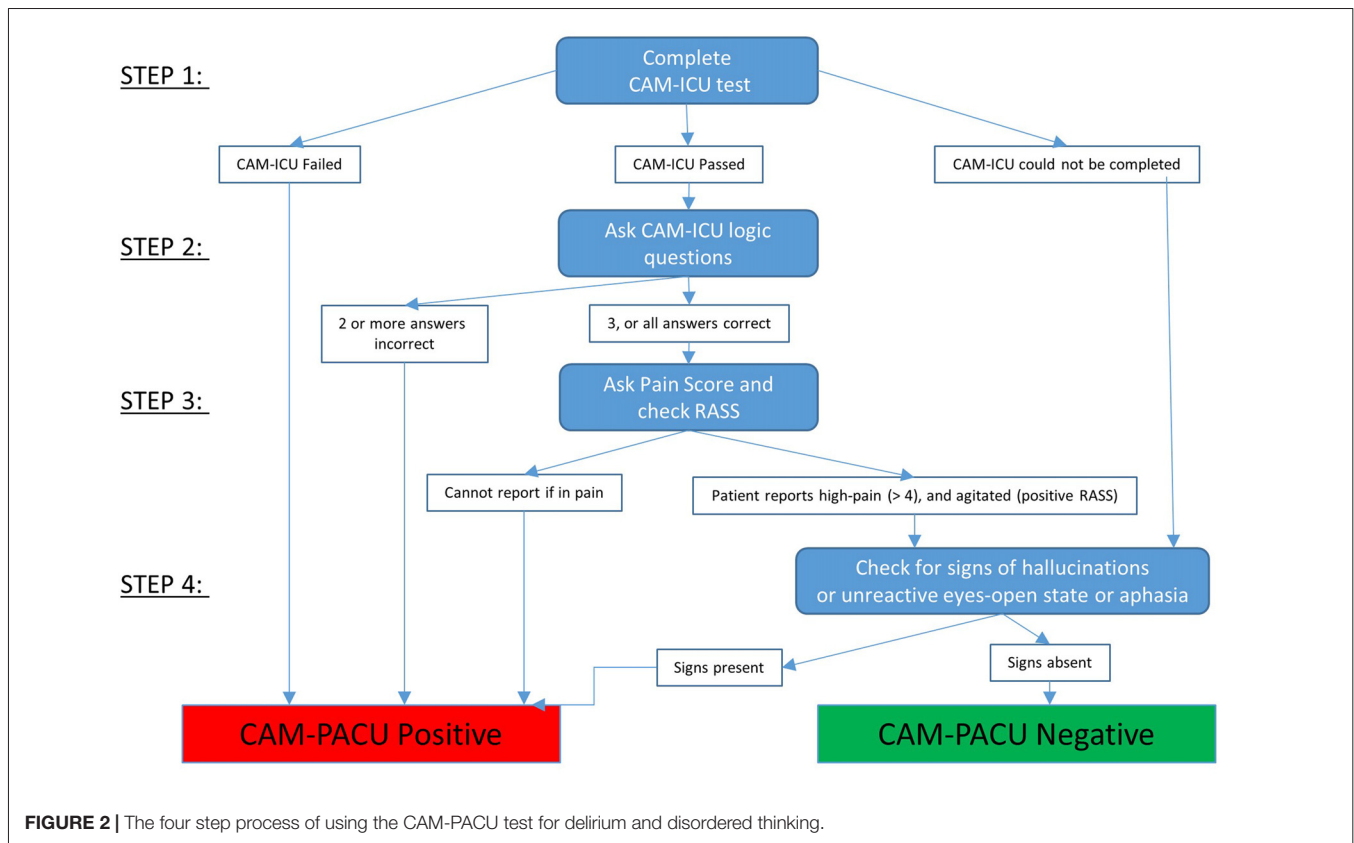 STEP 1:
Complete
CAM-ICU test
CAM-ICU Failed
CAM-ICU Passed
CAM-ICU could not be completed
STEP 2:
Ask CAM-ICU logic
questions
2 or more answers
incorrect
3, or all answers correct
STEP 3:
Ask Pain Score and
check RASS
Cannot report if in pain
Patient reports high-pain (> 4), and agitated (positive RASS)
STEP 4:
Check for signs of hallucinations
or unreactive eyes-open state or aphasia
Signs present
Signs absent
CAM-PACU Positive
CAM-PACU Negative
FIGURE 2 | The four step process of using the CAM-PACU test for delirium and disordered thinking.